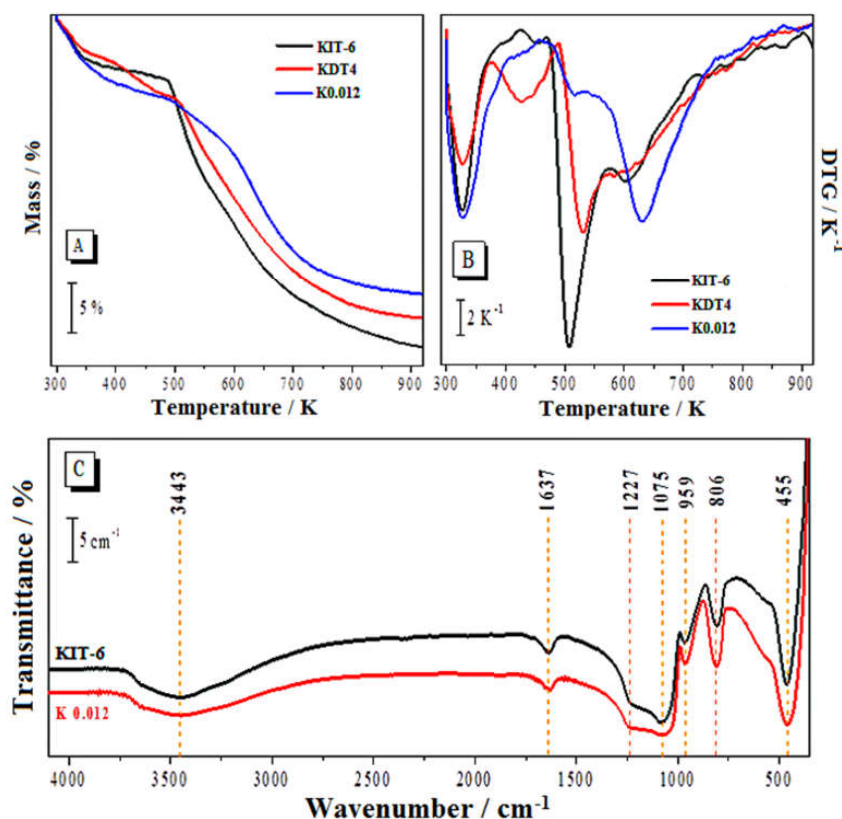 KIT-6
KDT4
K0.012
A
5 %
Mass / %
300 400 500 600 700 800 900
Temperature / K
B
2 K⁻¹
KIT-6
KDT4
K0.012
DTG / K⁻¹
300 400 500 600 700 800 900
Temperature / K
C
5 cm⁻¹
3443
1637
1227
1075
959
806
455
KIT-6
K 0.012
Transmittance / %
4000 3500 3000 2500 2000 1500 1000 500
Wavenumber / cm⁻¹